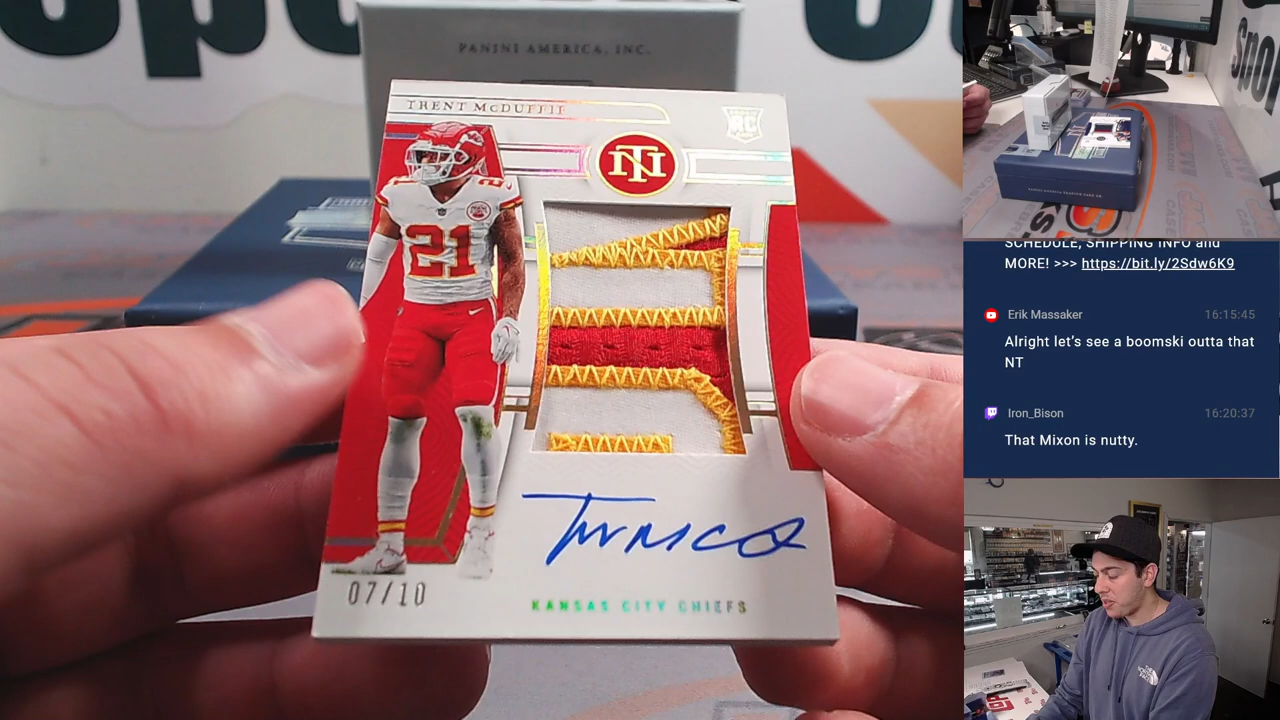 PANINI AMERICA, INC.
TRENT McDUFFIE
RC
NT
21
07/10
KANSAS CITY CHIEFS
SCHEDULE, SHIPPING INFO and
MORE! >>> https://bit.ly/2Sdw6K9
Erik Massaker 16:15:45
Alright let's see a boomski outta that
NT
Iron_Bison 16:20:37
That Mixon is nutty.